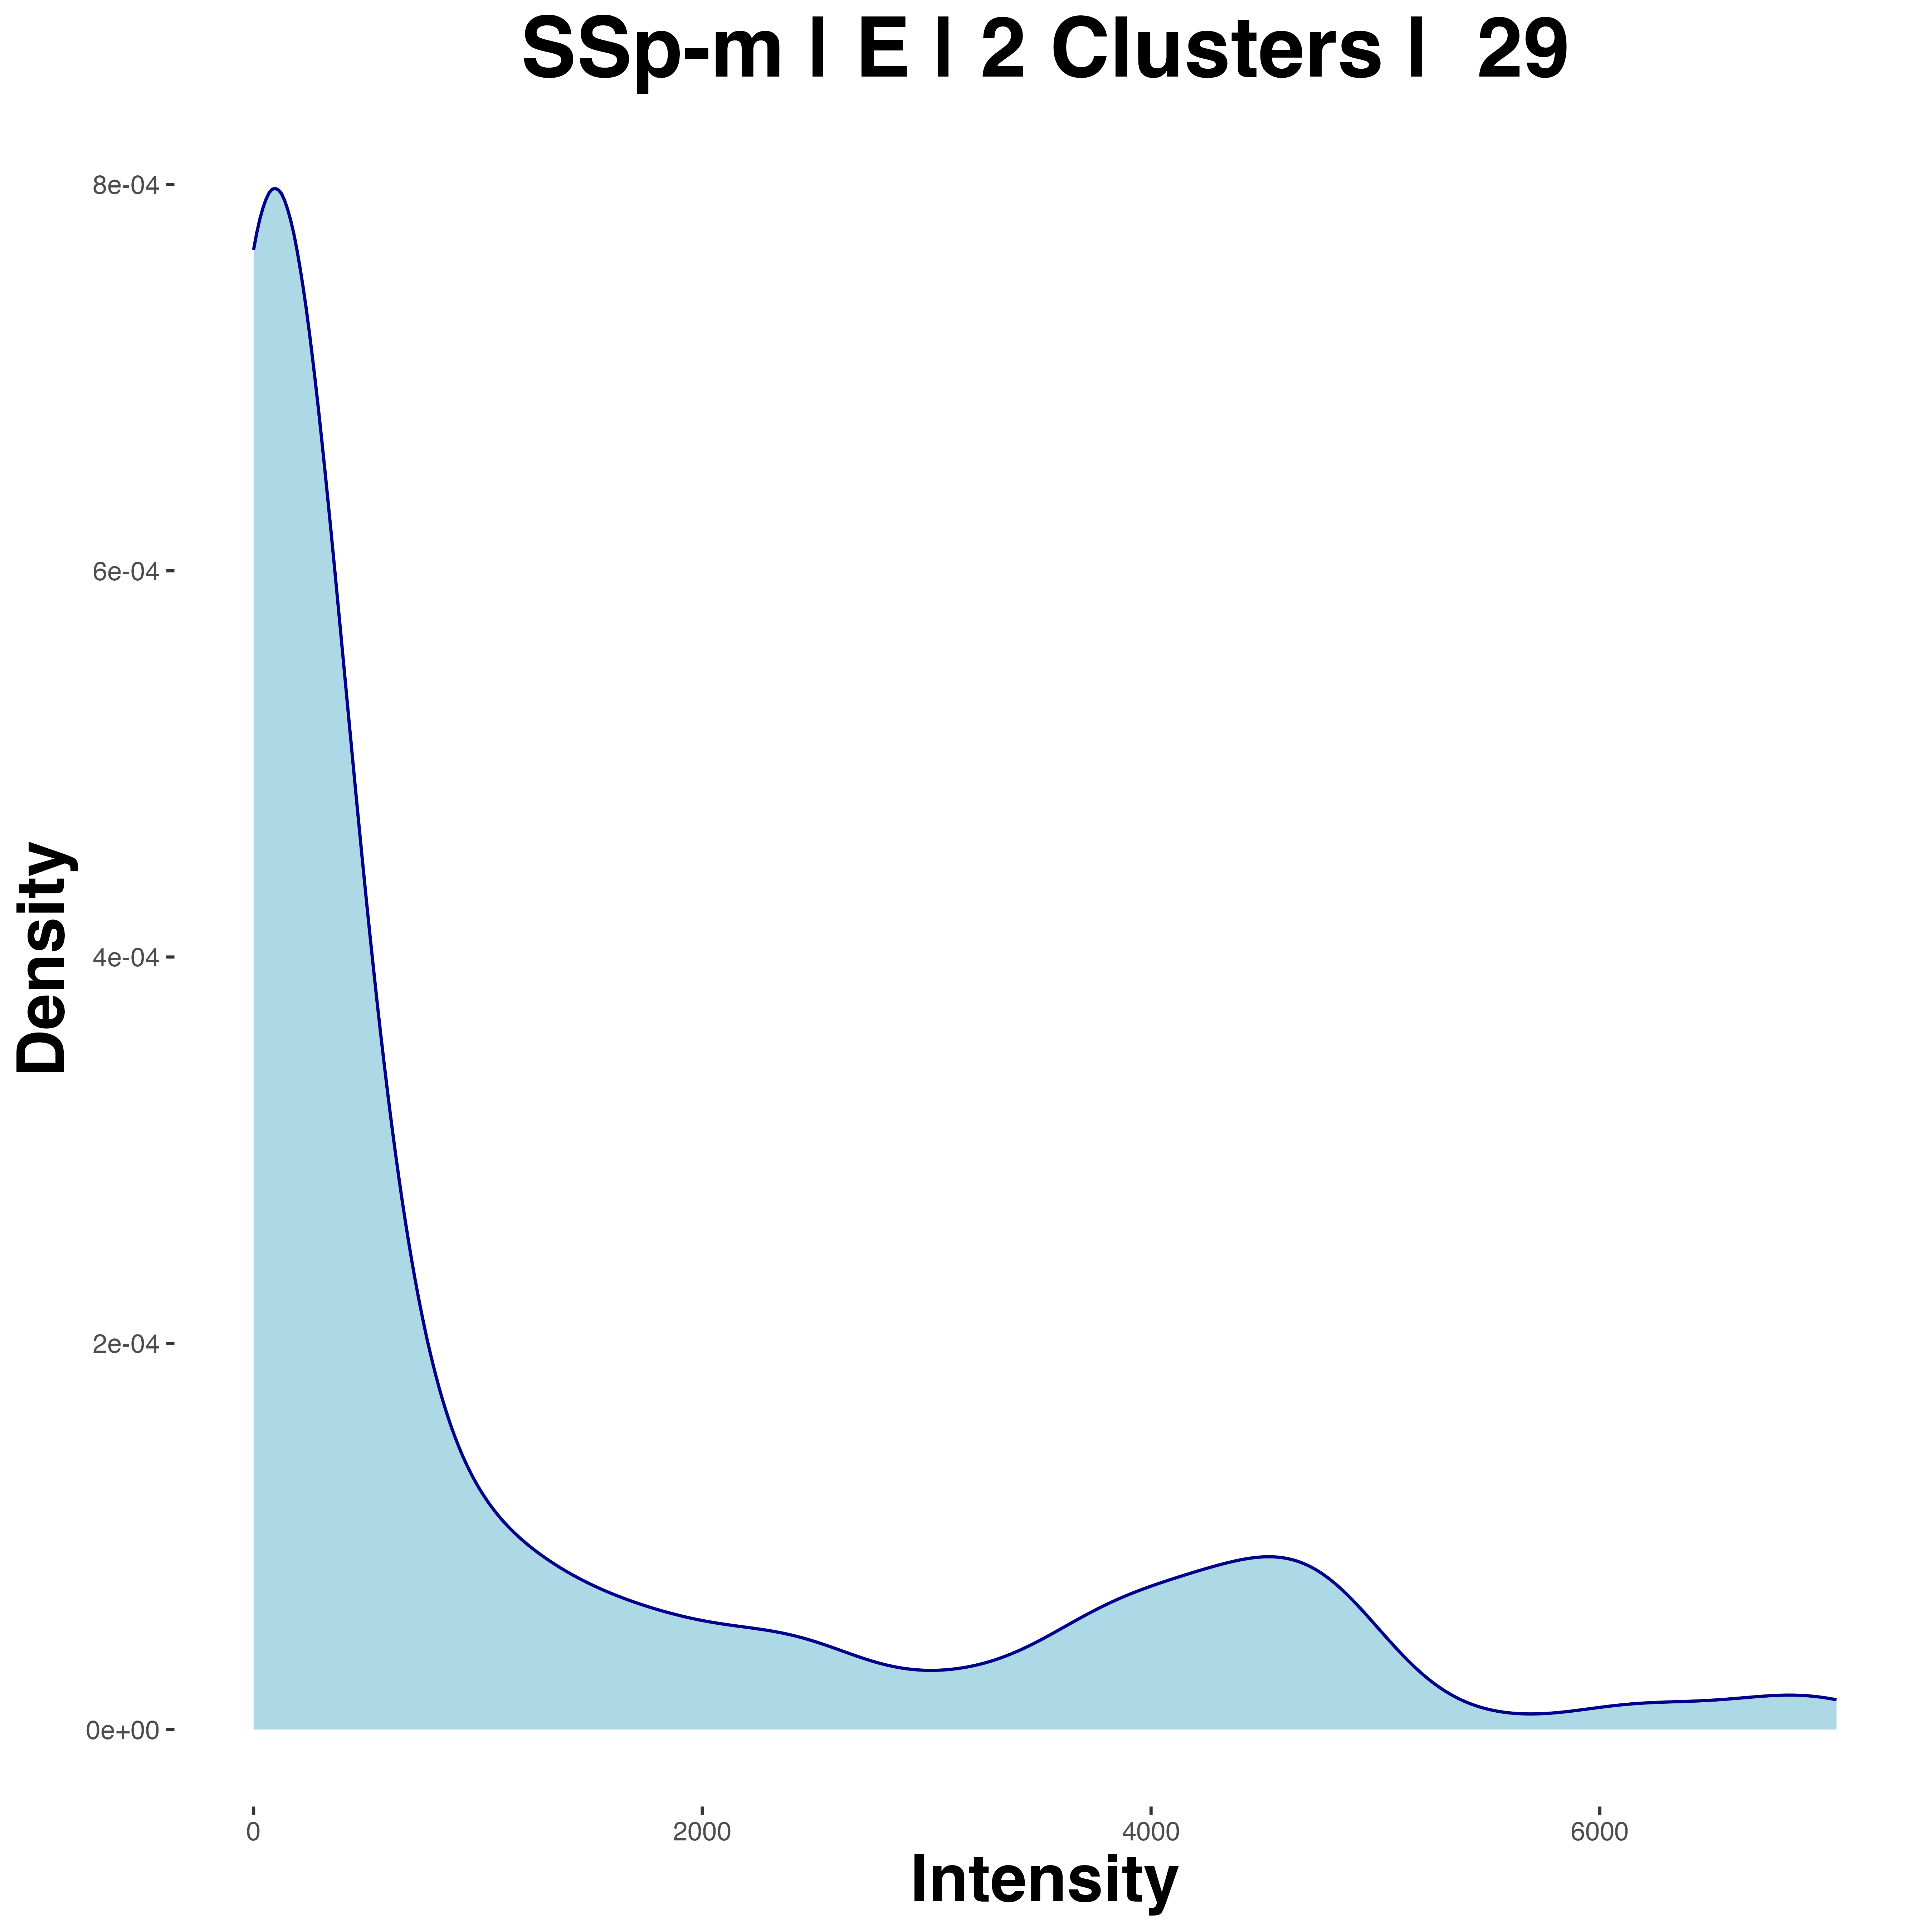 SSp-m | E | 2 Clusters | 29
8e-04
6e-04
4e-04
2e-04
0e+00
Density
0 2000 4000 6000
Intensity